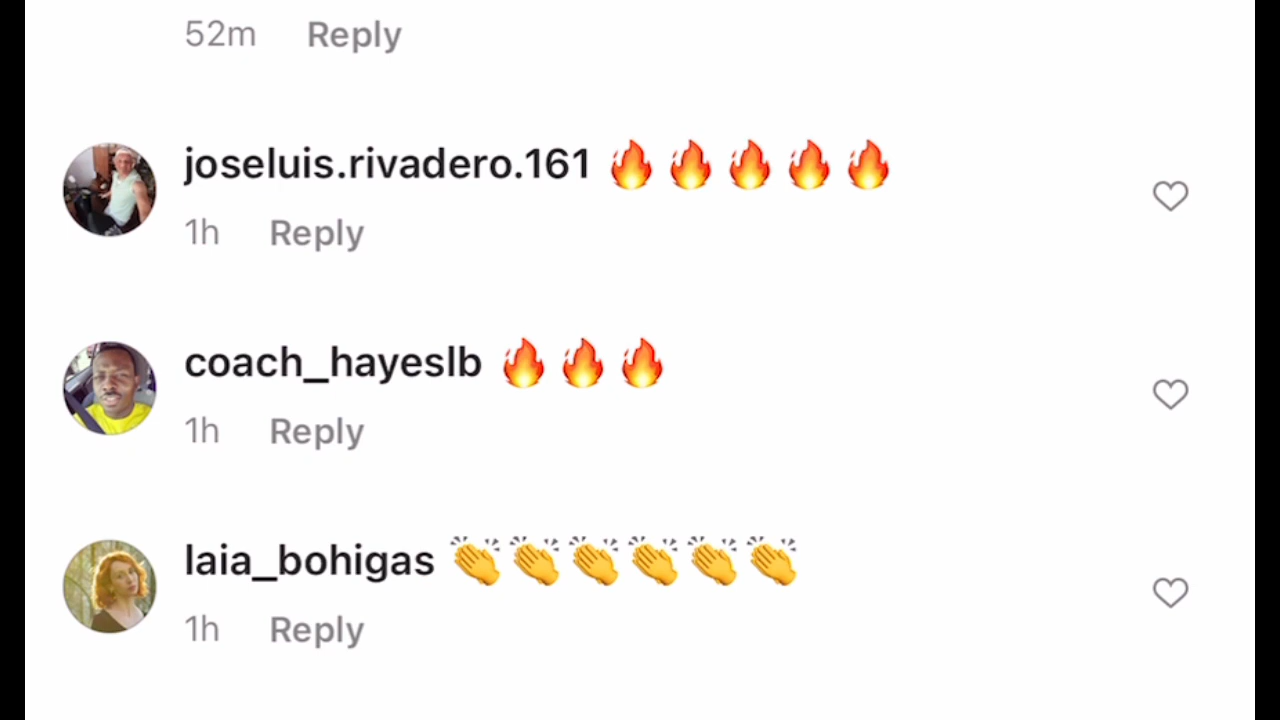 52m Reply
joseluis.rivadero.161 🔥🔥🔥🔥🔥
1h Reply
coach_hayeslb 🔥🔥🔥
1h Reply
laia_bohigas 👏👏👏👏👏👏
1h Reply